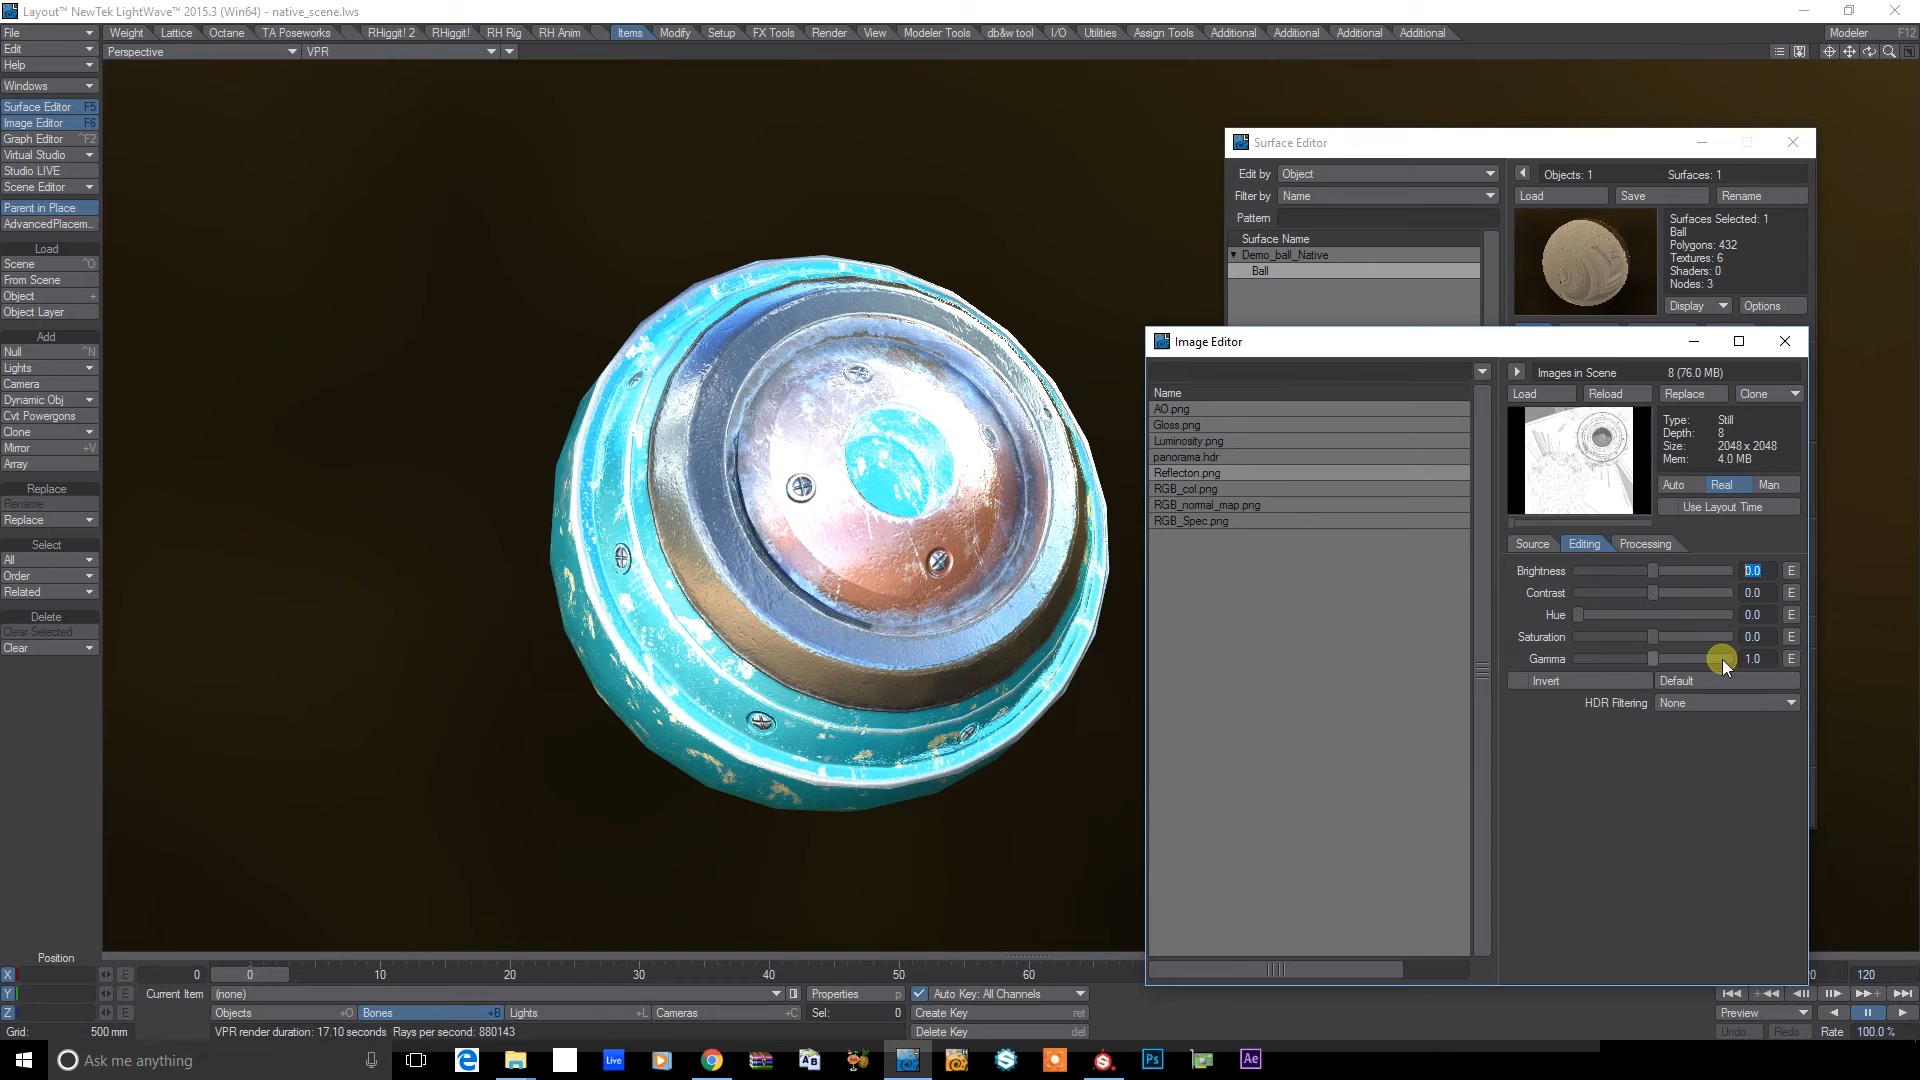 Layout™ NewTek LightWave™ 2015.3 (Win64) - native_scene.lws
File Weight Lattice Octane TA Poseworks RHiggit! 2 RHiggit! RH Rig RH Anim Items Modify Setup FX Tools Render View Modeler Tools db&w tool I/O Utilities Assign Tools Additional Additional Additional Additional Modeler F12
Edit Perspective VPR
Help
Windows
Surface Editor F5
Image Editor F6
Graph Editor ^F2
Virtual Studio
Studio LIVE
Scene Editor
Parent in Place
AdvancedPlacem...
Load
Scene ^O
From Scene
Object +
Object Layer
Add
Null ^N
Lights
Camera
Dynamic Obj
Cvt Powergons
Clone
Mirror +V
Array
Replace
Rename
Replace
Select
All
Order
Related
Delete
Clear Selected
Clear
Surface Editor
Edit by Object
Filter by Name
Pattern
Surface Name
Demo_ball_Native
Ball
Objects: 1 Surfaces: 1
Load Save Rename
Surfaces Selected: 1
Ball
Polygons: 432
Textures: 6
Shaders: 0
Nodes: 3
Display Options
Image Editor
Name
AO.png
Gloss.png
Luminosity.png
panorama.hdr
Reflecton.png
RGB_col.png
RGB_normal_map.png
RGB_Spec.png
Images in Scene 8 (76.0 MB)
Load Reload Replace Clone
Type: Still
Depth: 8
Size: 2048 x 2048
Mem: 4.0 MB
Auto Real Man
Use Layout Time
Source Editing Processing
Brightness 0.0 E
Contrast 0.0 E
Hue 0.0 E
Saturation 0.0 E
Gamma 1.0 E
Invert Default
HDR Filtering None
Position
X E 0 0 10 20 30 40 50 60 120
Y E Current Item (none) Properties p Auto Key: All Channels
Z E Objects +O Bones +B Lights +L Cameras +C Sel: 0 Create Key ret Preview
Grid: 500 mm VPR render duration: 17.10 seconds Rays per second: 880143 Delete Key del Undo Redo Rate 100.0 %
Ask me anything Live Ps Ae